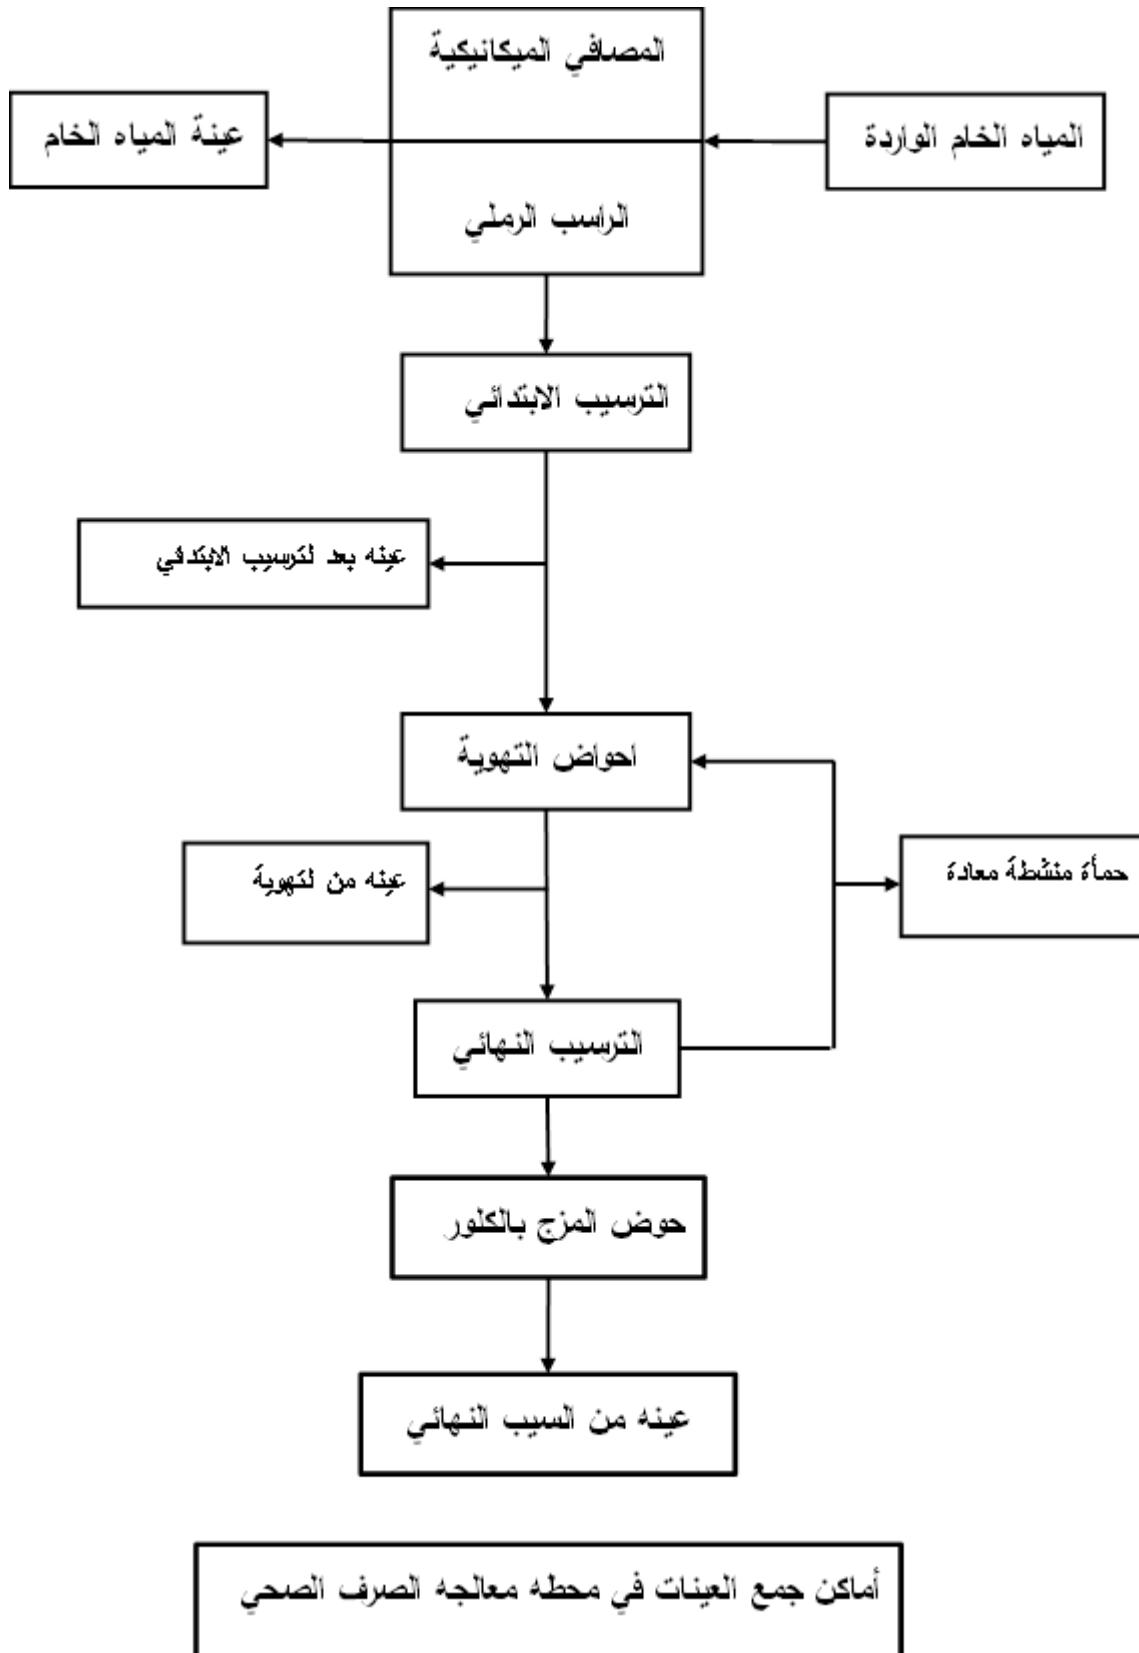 المصافي الميكانيكية
المياه الخام الواردة
عينة المياه الخام
الراسب الرملي
الترسيب الابتدائي
عينه بعد لترسيب الابتدائي
احواض التهوية
عينه من لتهوية
حمأة منشطة معادة
الترسيب النهائي
حوض المزج بالكلور
عينه من السيب النهائي
أماكن جمع العينات في محطه معالجه الصرف الصحي